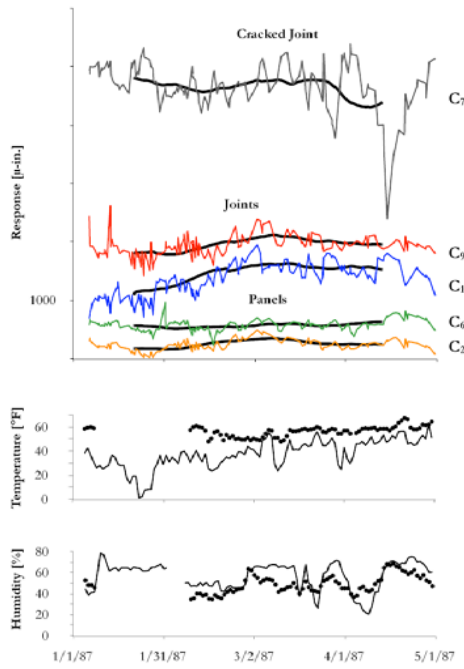 Cracked Joint
C7
Response [μ-in.]
Joints
C9
C1
Panels
1000
C6
C2
Temperature [°F]
60
40
20
0
Humidity [%]
80
60
40
20
0
1/1/87 1/31/87 3/2/87 4/1/87 5/1/87